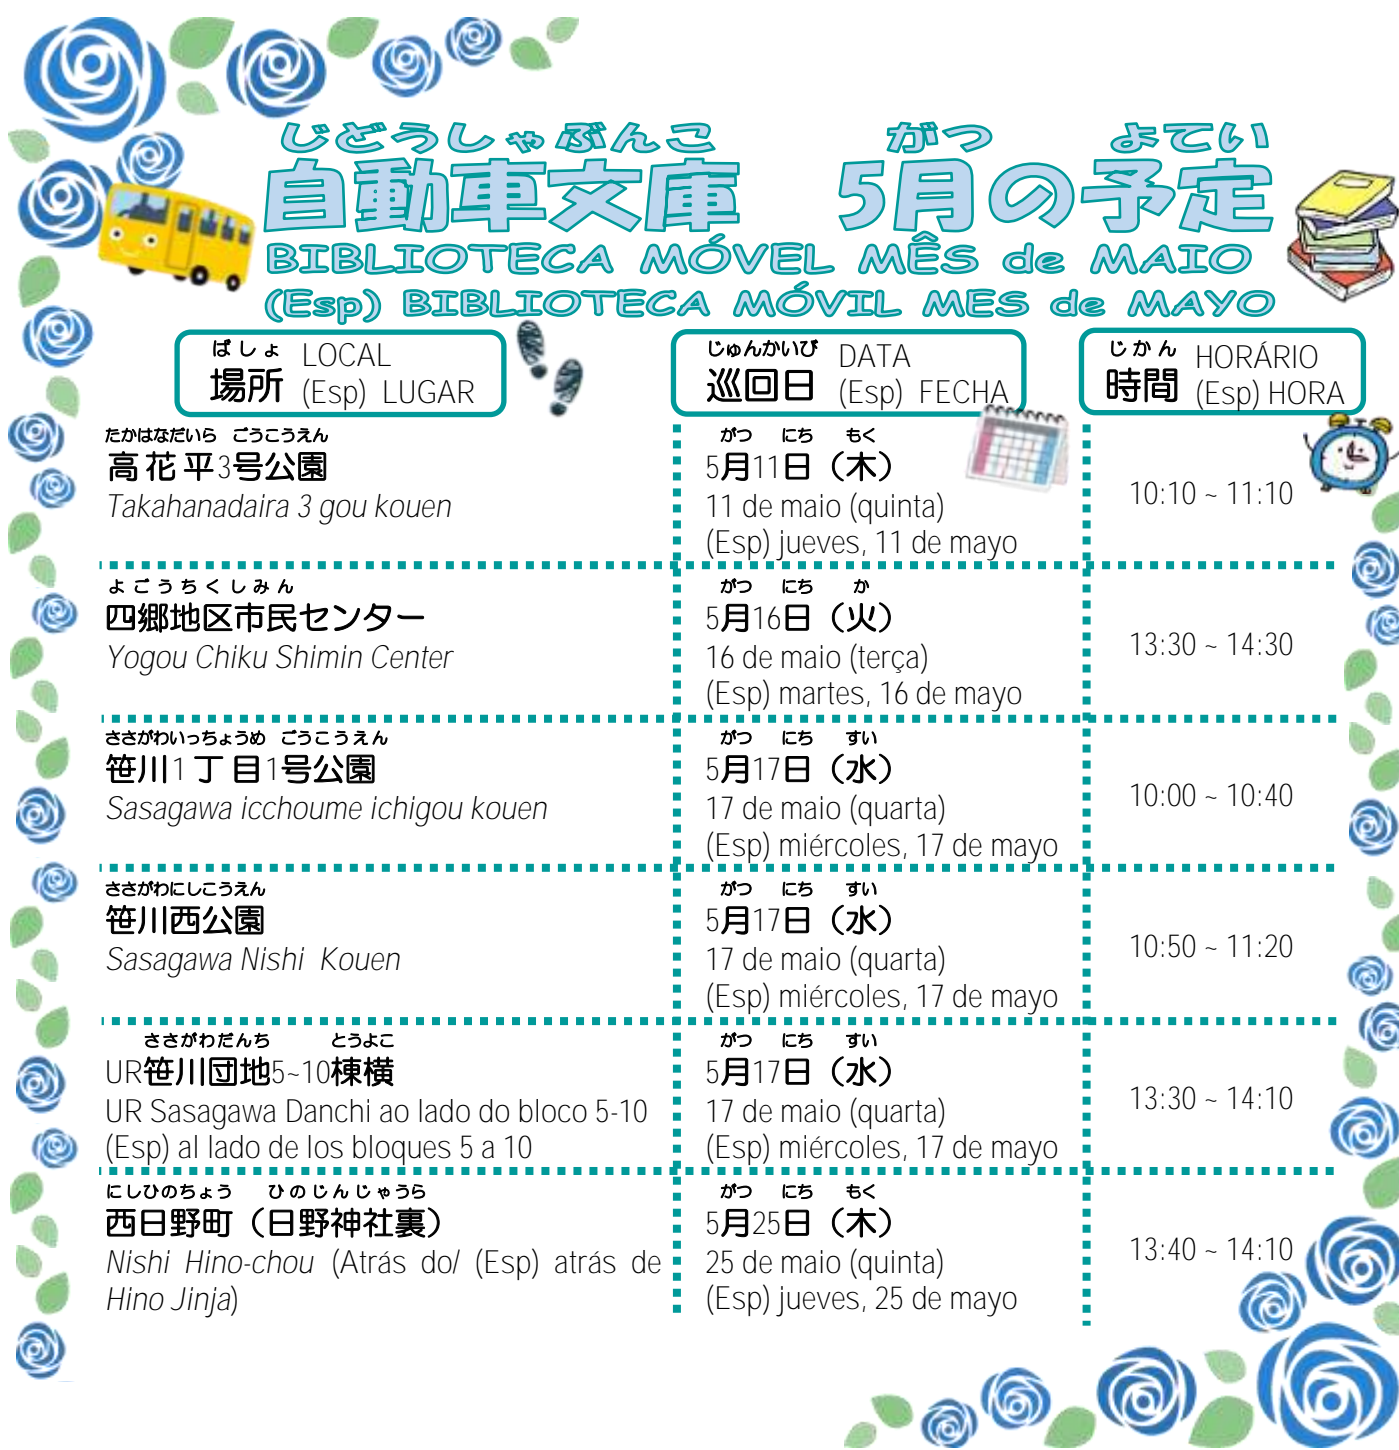 じどうしゃぶんこ がつ よてい
自動車文庫 5月の予定
BIBLIOTECA MÓVEL MÊS de MAIO
(Esp) BIBLIOTECA MÓVIL MES de MAYO
ばしょ LOCAL
場所 (Esp) LUGAR
じゅんかいび DATA
巡回日 (Esp) FECHA
じかん HORÁRIO
時間 (Esp) HORA
たかはなだいら ごうこうえん
高花平3号公園
Takahanadaira 3 gou kouen
がつ にち もく
5月11日（木）
11 de maio (quinta)
(Esp) jueves, 11 de mayo
10:10 ~ 11:10
よごうちくしみん
四郷地区市民センター
Yogou Chiku Shimin Center
がつ にち か
5月16日（火）
16 de maio (terça)
(Esp) martes, 16 de mayo
13:30 ~ 14:30
ささがわいっちょうめ ごうこうえん
笹川1丁目1号公園
Sasagawa icchoume ichigou kouen
がつ にち すい
5月17日（水）
17 de maio (quarta)
(Esp) miércoles, 17 de mayo
10:00 ~ 10:40
ささがわにしこうえん
笹川西公園
Sasagawa Nishi Kouen
がつ にち すい
5月17日（水）
17 de maio (quarta)
(Esp) miércoles, 17 de mayo
10:50 ~ 11:20
ささがわだんち とうよこ
UR笹川団地5~10棟横
UR Sasagawa Danchi ao lado do bloco 5-10
(Esp) al lado de los bloques 5 a 10
がつ にち すい
5月17日（水）
17 de maio (quarta)
(Esp) miércoles, 17 de mayo
13:30 ~ 14:10
にしひのちょう ひのじんじゃうら
西日野町（日野神社裏）
Nishi Hino-chou (Atrás do/ (Esp) atrás de
Hino Jinja)
がつ にち もく
5月25日（木）
25 de maio (quinta)
(Esp) jueves, 25 de mayo
13:40 ~ 14:10